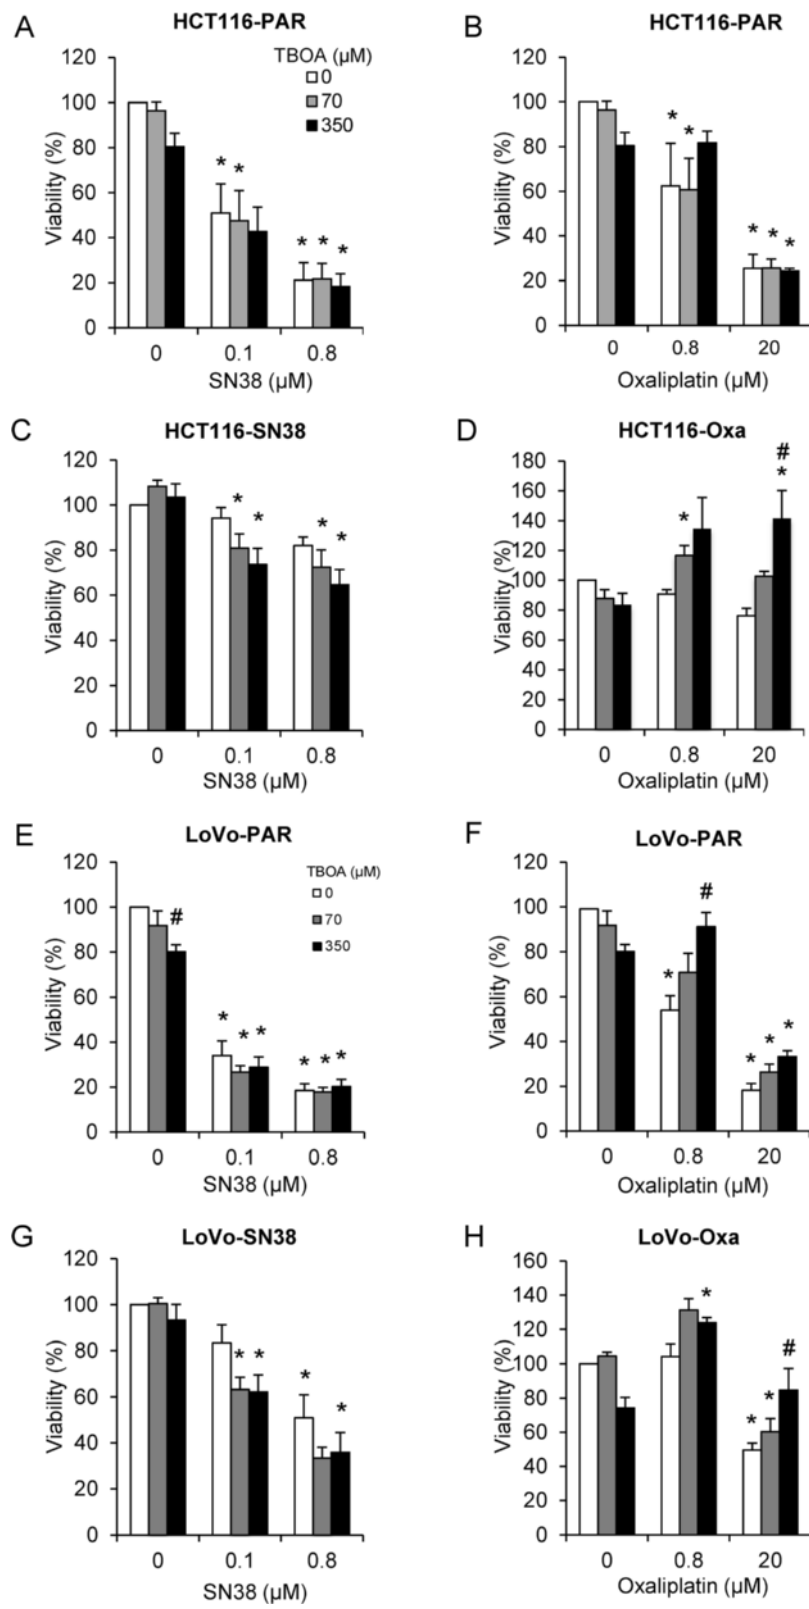 A
HCT116-PAR
120
100
80
60
40
20
0
Viability (%)
TBOA (µM)
0
70
350
* *
* * *
0 0.1 0.8
SN38 (µM)
B
HCT116-PAR
120
100
80
60
40
20
0
Viability (%)
* *
* * *
0 0.8 20
Oxaliplatin (µM)
C
HCT116-SN38
120
100
80
60
40
20
0
Viability (%)
* *
* *
0 0.1 0.8
SN38 (µM)
D
HCT116-Oxa
180
160
140
120
100
80
60
40
20
0
Viability (%)
*
#
*
0 0.8 20
Oxaliplatin (µM)
E
LoVo-PAR
120
100
80
60
40
20
0
Viability (%)
TBOA (µM)
0
70
350
#
* * *
* * *
0 0.1 0.8
SN38 (µM)
F
LoVo-PAR
120
100
80
60
40
20
0
Viability (%)
* #
* * *
0 0.8 20
Oxaliplatin (µM)
G
LoVo-SN38
120
100
80
60
40
20
0
Viability (%)
* *
* *
0 0.1 0.8
SN38 (µM)
H
LoVo-Oxa
160
140
120
100
80
60
40
20
0
Viability (%)
*
* * #
0 0.8 20
Oxaliplatin (µM)